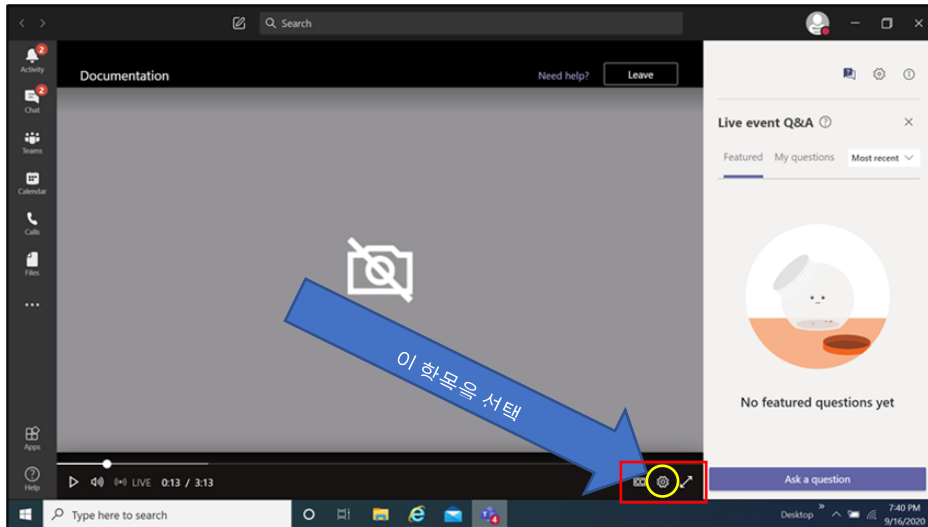 Search
2
Activity
2
Chat
Teams
Calendar
Calls
Files
Apps
Help
Documentation
Need help?
Leave
이 항목을 선택
LIVE 0:13 / 3:13
Live event Q&A
Featured
My questions
Most recent
No featured questions yet
Ask a question
Type here to search
Desktop
7:40 PM
9/16/2020